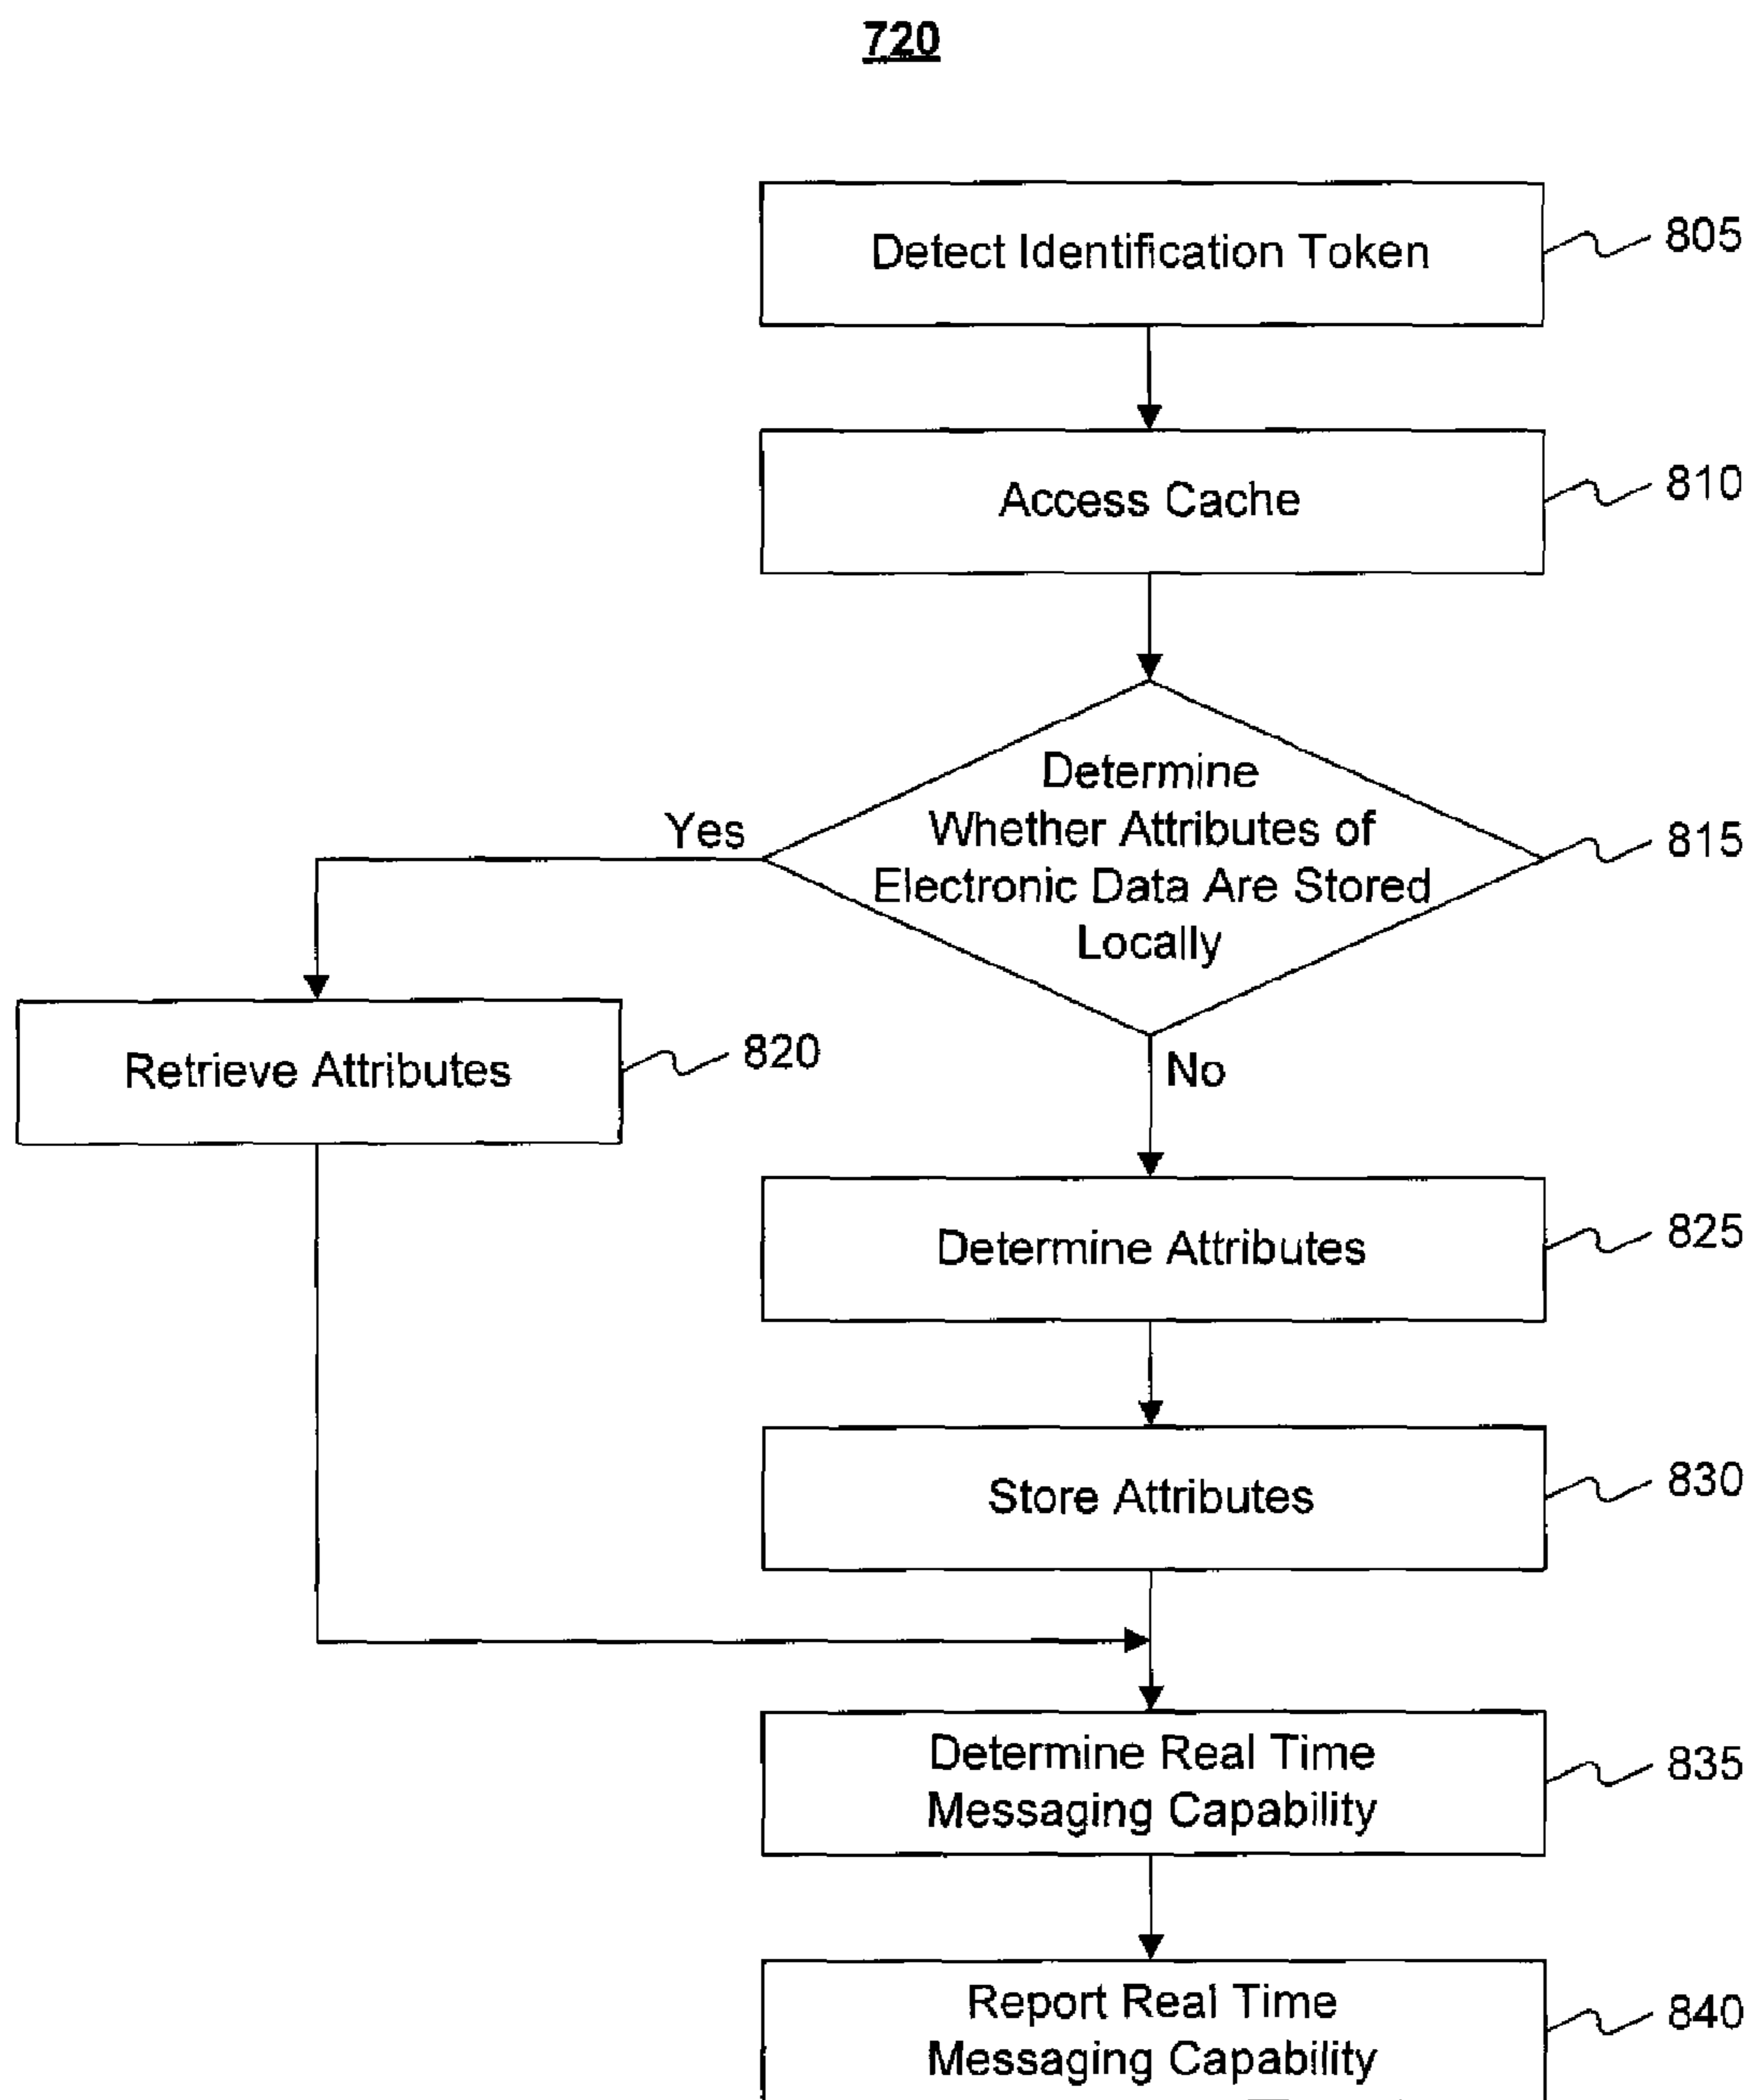 720
Detect Identification Token
805
Access Cache
810
Determine
Whether Attributes of
Electronic Data Are Stored
Locally
815
Yes
No
Retrieve Attributes
820
Determine Attributes
825
Store Attributes
830
Determine Real Time
Messaging Capability
835
Report Real Time
Messaging Capability
840